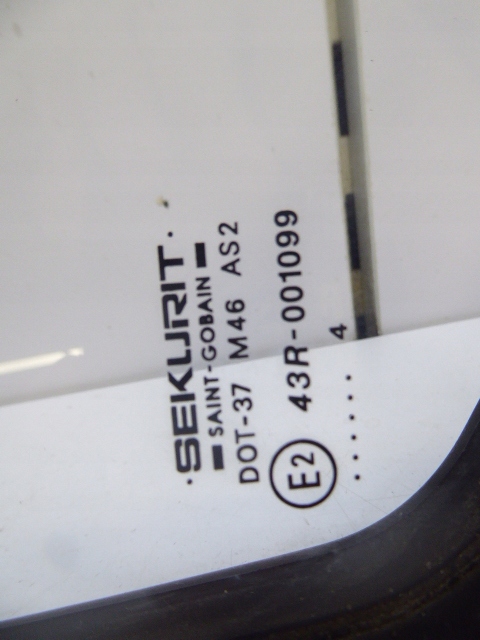 SEKURIT
SAINT-GOBAIN
DOT-37 M46 AS2
E2 43R-001099
...... 4